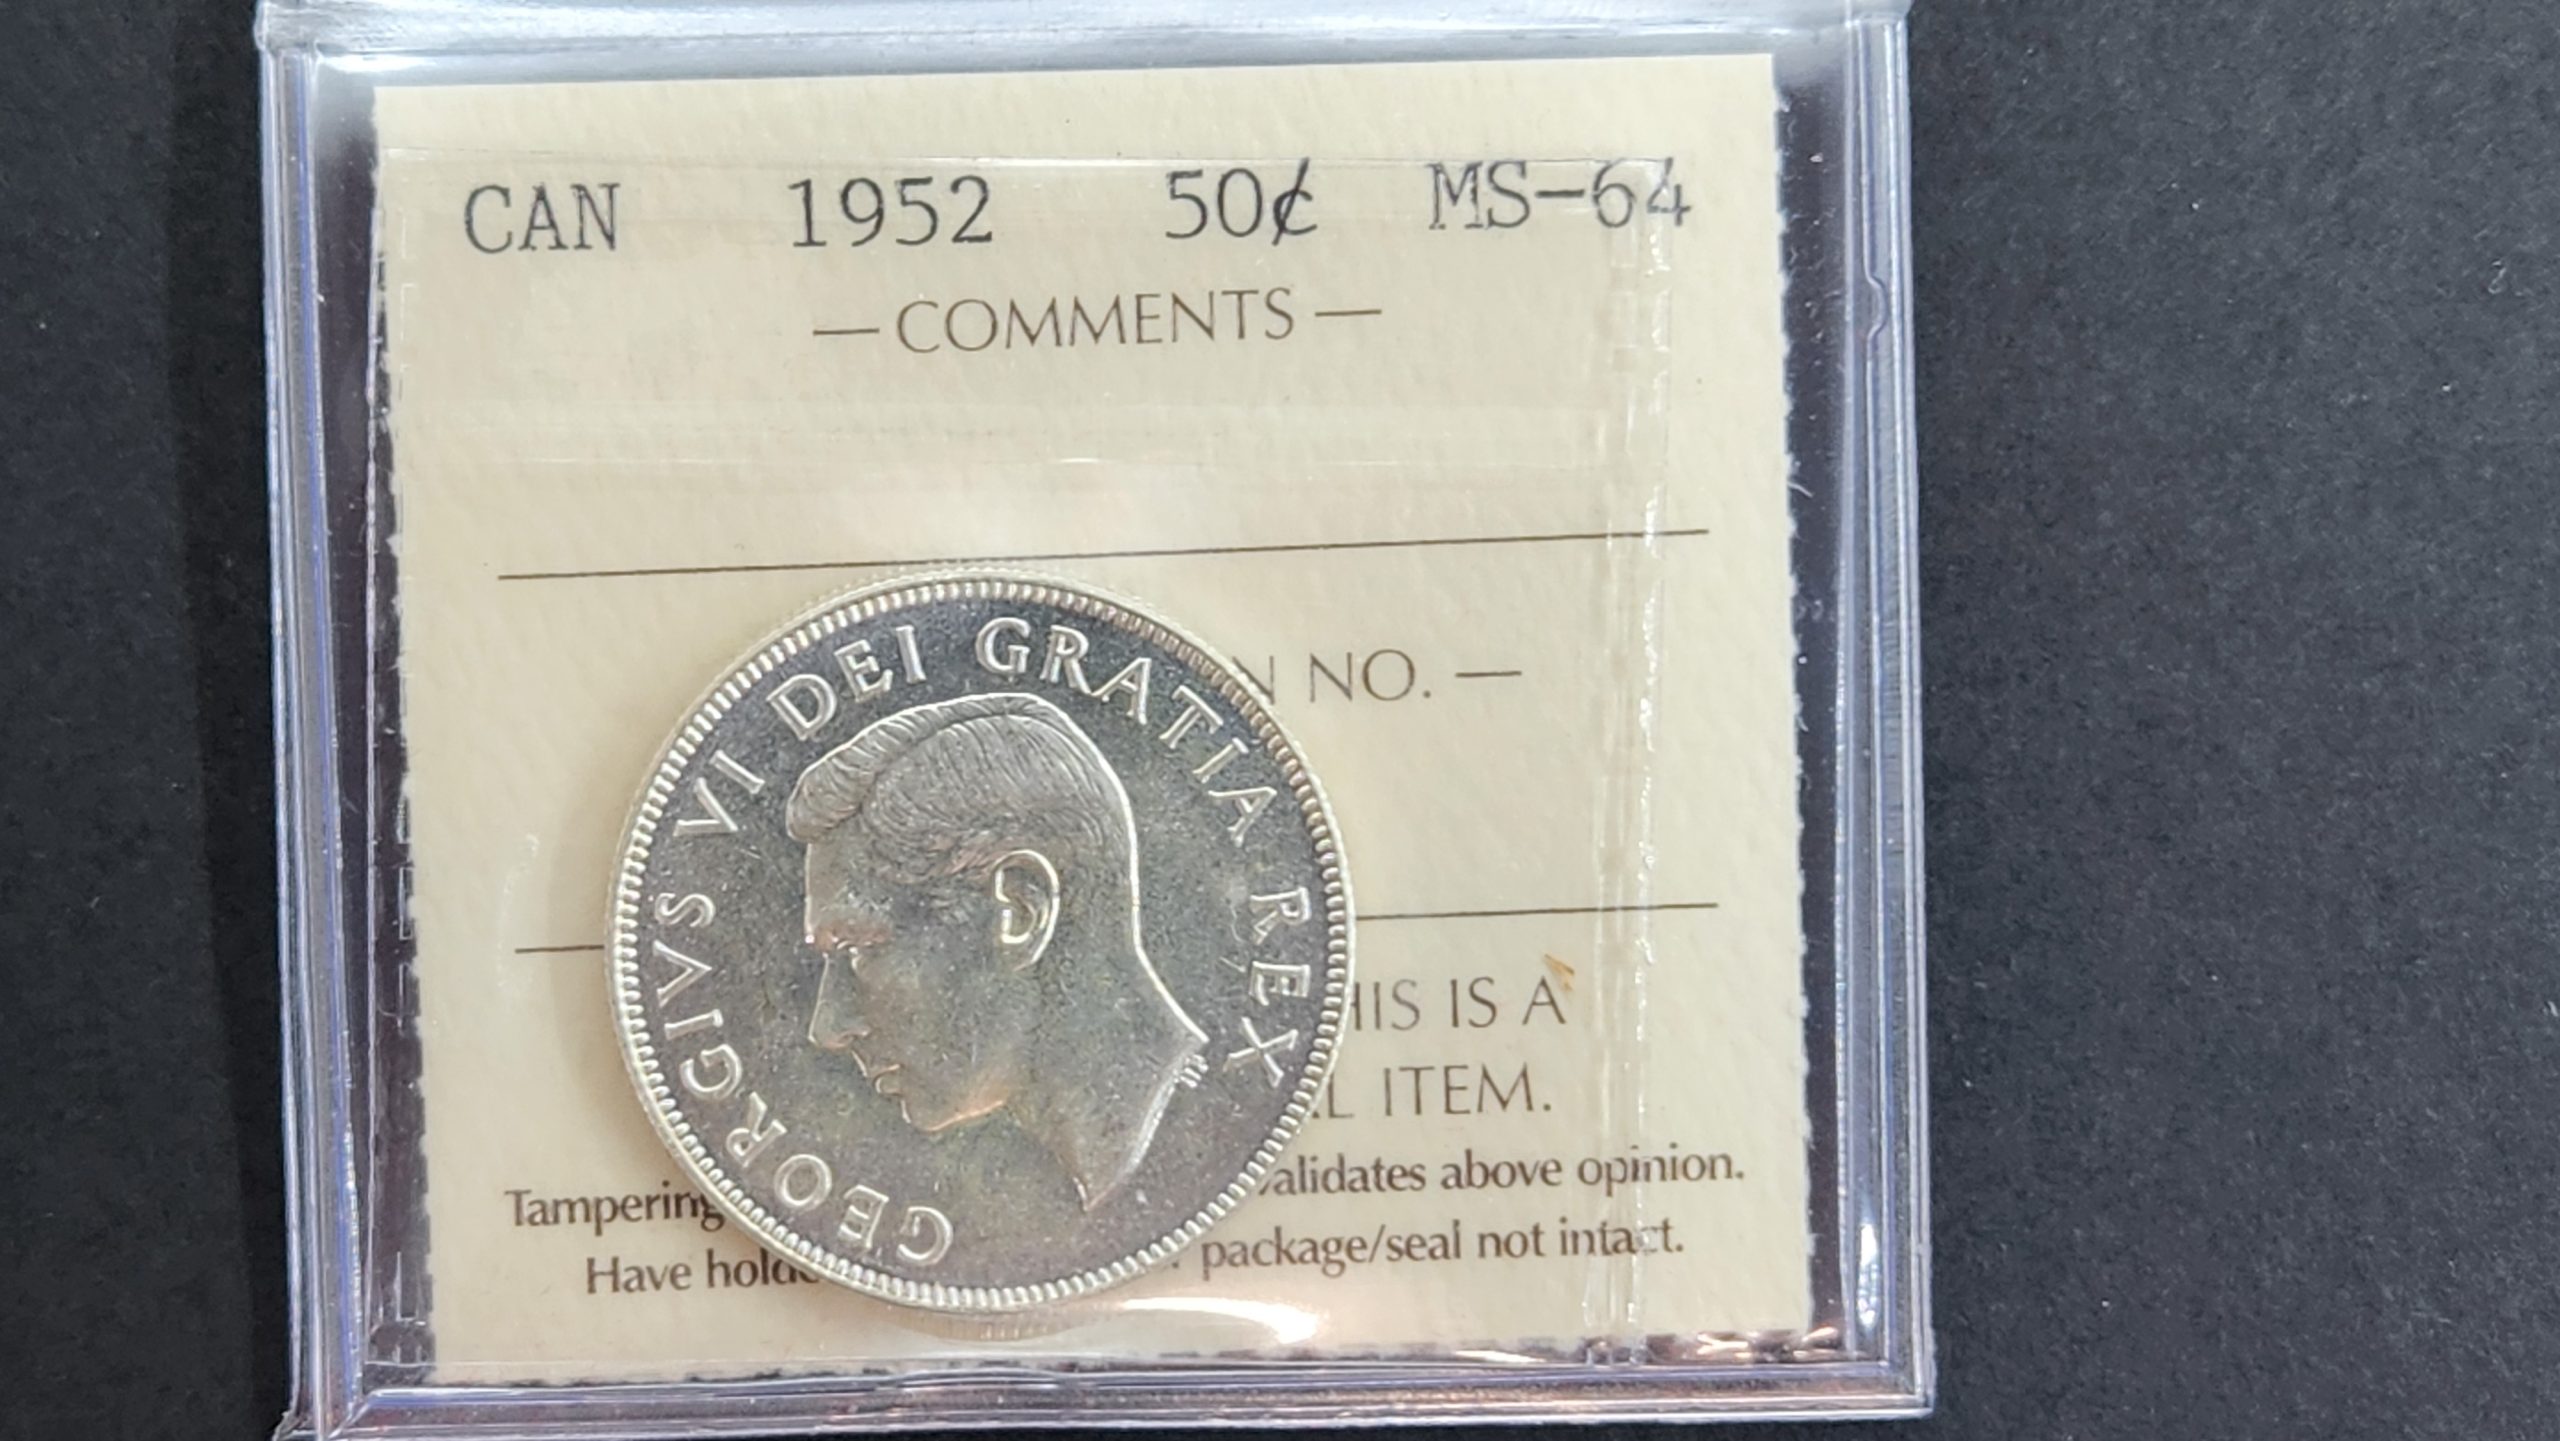 CAN 1952 50¢ MS-64
— COMMENTS —
N NO. —
GEORGIVS VI DEI GRATIA REX
HIS IS A
L ITEM.
Tampering alidates above opinion.
Have hold package/seal not intact.